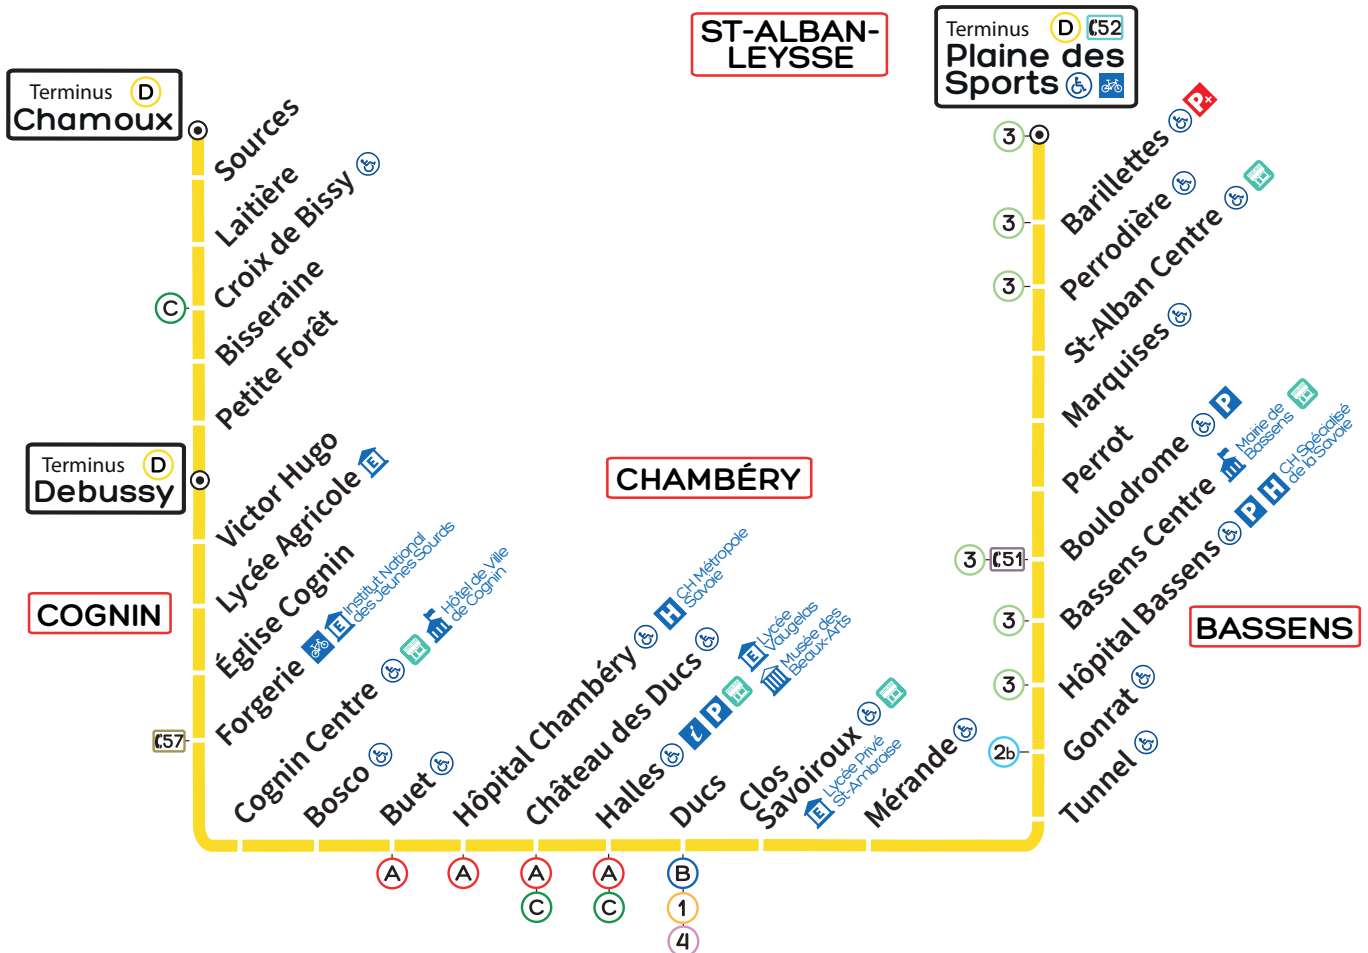 ST-ALBAN-
LEYSSE
Terminus D 52
Plaine des
Sports
Terminus D
Chamoux
Sources
Laitière
Croix de Bissy
C
Bisseraine
Petite Forêt
Terminus D
Debussy
Victor Hugo
Lycée Agricole E
Église Cognin
COGNIN
Forgerie E Institut National
des Jeunes Sourds
57
Cognin Centre Hôtel de Ville
de Cognin
Bosco
Buet
A
Hôpital Chambéry H CH Métropole
Savoie
A
Château des Ducs
A
C
Halles i P E Lycée
Vaugelas
Musée des
Beaux-Arts
A
C
Ducs
B
1
4
Clos
Savoiroux
E Lycée Privé
St-Ambroise
Mérande
CHAMBÉRY
3
Barillettes P+
3
Perrodière
3
St-Alban Centre
Marquises
Perrot
Boulodrome P
3 51
Bassens Centre Mairie de
Bassens
3
Hôpital Bassens P H CH Spécialisé
de la Savoie
3
BASSENS
Gonrat
2b
Tunnel